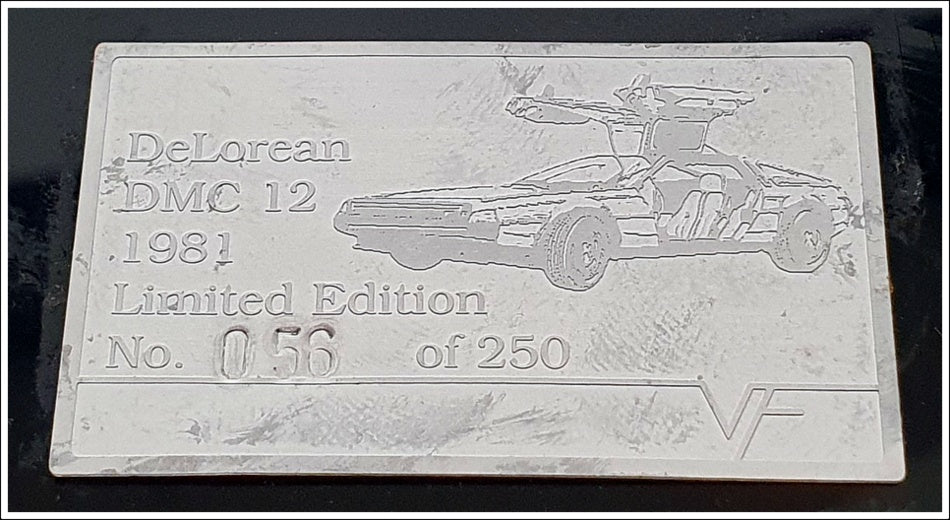 DeLorean
DMC 12
1981
Limited Edition
No. 056 of 250
VF